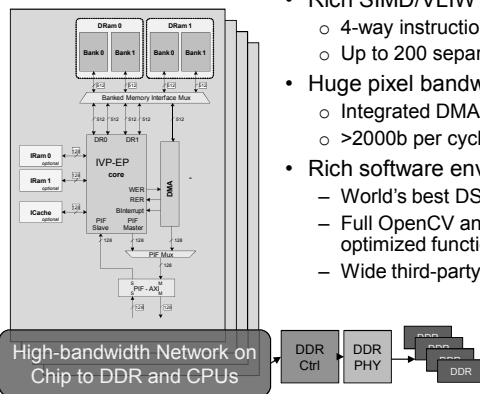 DRam 0
DRam 1
Bank 0
Bank 1
Bank 0
Bank 1
512
512
512
512
Banked Memory Interface Mux
512
512
512
512
DR0
DR1
IVP-EP
core
IRam 0
optional
128
IRam 1
optional
128
ICache
optional
128
WER
RER
BInterrupt
DMA
-
PIF
Slave
PIF
Master
128
128
128
PIF Mux
128
S
M
PIF - AXI
S
M
128
128
High-bandwidth Network on
Chip to DDR and CPUs
DDR
Ctrl
DDR
PHY
DDR
• Rich SIMD/VLIW
o 4-way instructio
o Up to 200 separ
• Huge pixel bandw
o Integrated DMA
o >2000b per cycl
• Rich software env
– World's best DS
– Full OpenCV an
optimized functi
– Wide third-party